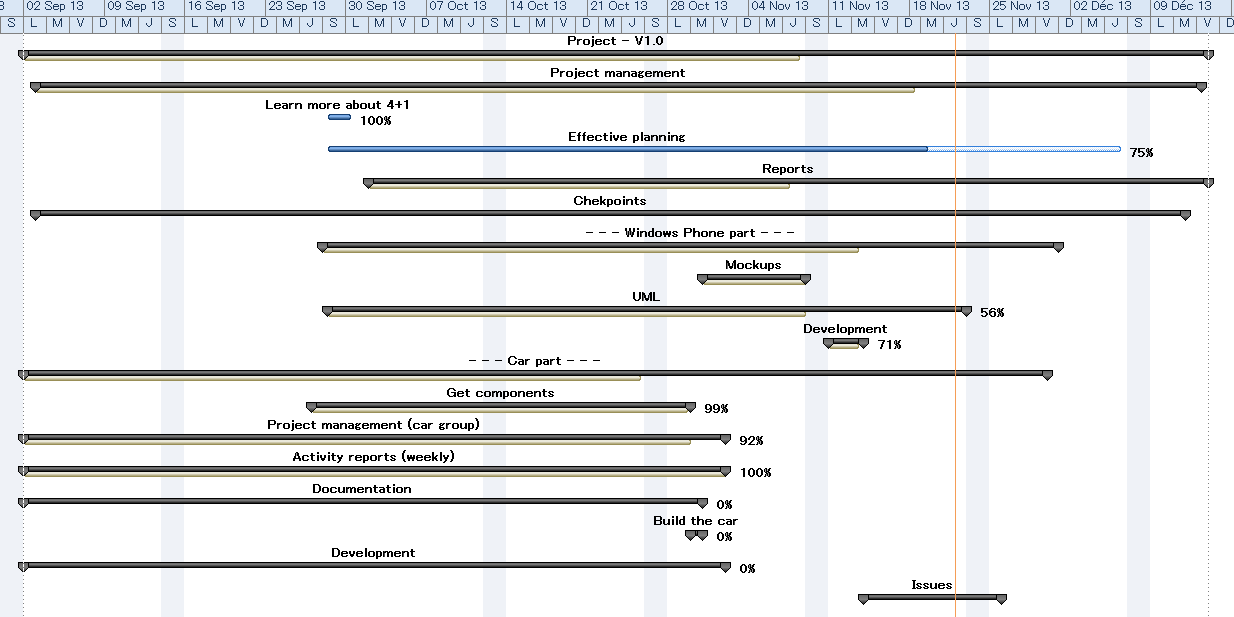 8 02 Sep 13 09 Sep 13 16 Sep 13 23 Sep 13 30 Sep 13 07 Oct 13 14 Oct 13 21 Oct 13 28 Oct 13 04 Nov 13 11 Nov 13 18 Nov 13 25 Nov 13 02 Déc 13 09 Déc 13
S L M V D M J S L M V D M J S L M V D M J S L M V D M J S L M V D M J S L M V D M J S L M V D M J S L M V D
Project - V1.0
Project management
Learn more about 4+1
100%
Effective planning
75%
Reports
Chekpoints
- - - Windows Phone part - - -
Mockups
UML
56%
Development
71%
- - - Car part - - -
Get components
99%
Project management (car group)
92%
Activity reports (weekly)
100%
Documentation
0%
Build the car
0%
Development
0%
Issues